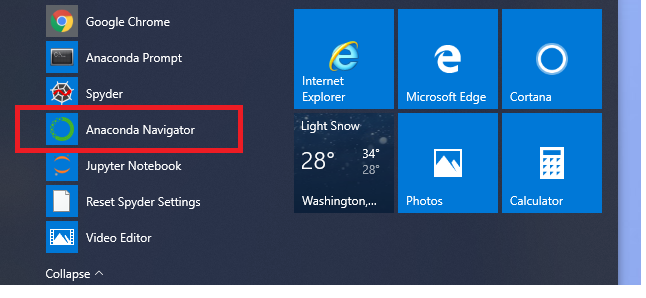 Google Chrome
Anaconda Prompt
Spyder
Anaconda Navigator
Jupyter Notebook
Reset Spyder Settings
Video Editor
Collapse
Internet
Explorer
Microsoft Edge
Cortana
Light Snow
28° 34°
28°
Washington,...
Photos
Calculator